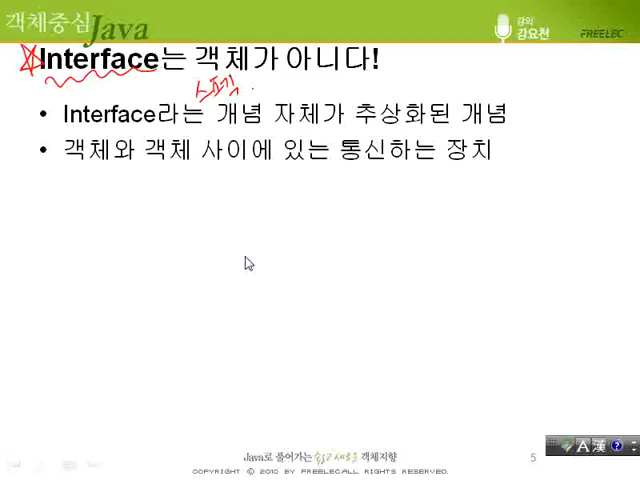 객체중심 Java
강의
강요천
FREELEC
Interface는 객체가 아니다!
스펙
• Interface라는 개념 자체가 추상화된 개념
• 객체와 객체 사이에 있는 통신하는 장치
Java로 풀어가는 쉽고 새로운 객체지향
COPYRIGHT ⓒ 2010 BY FREELEC.ALL RIGHTS RESERVED.
5
A 漢 ?